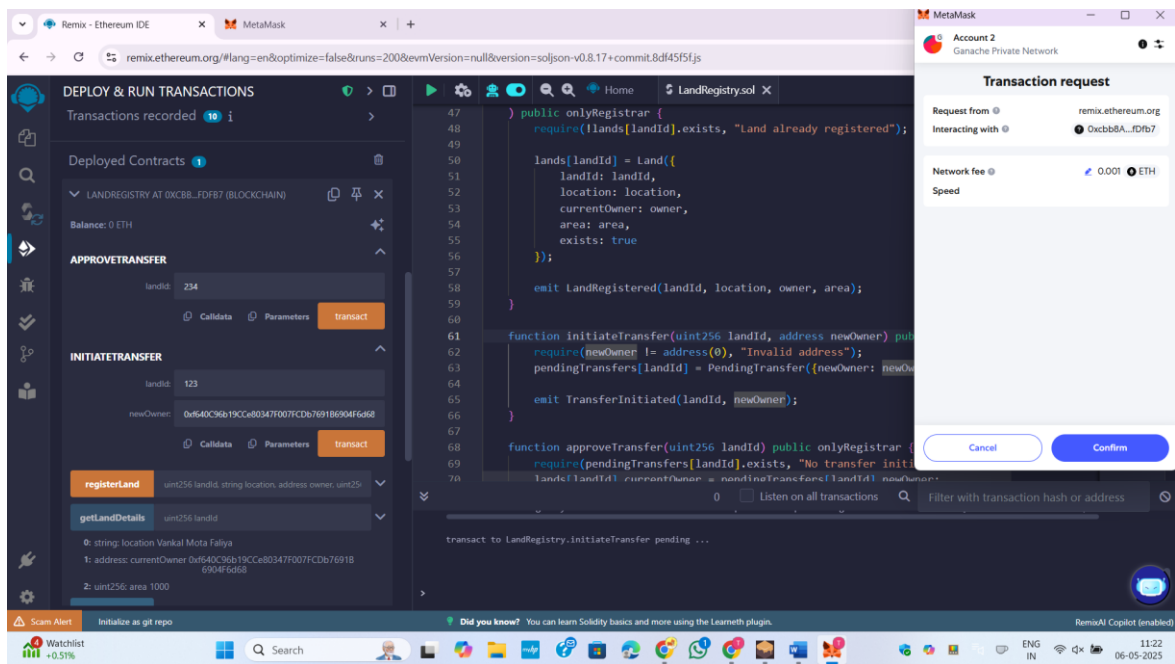 Remix - Ethereum IDE
MetaMask
remix.ethereum.org/#lang=en&optimize=false&runs=200&evmVersion=null&version=soljson-v0.8.17+commit.8df45f5f.js
DEPLOY & RUN TRANSACTIONS
Transactions recorded 10 i
Deployed Contracts 1
LANDREGISTRY AT 0XCB8...FDFB7 (BLOCKCHAIN)
Balance: 0 ETH
APPROVETRANSFER
landId: 234
Calldata Parameters transact
INITIATETRANSFER
landId: 123
newOwner: 0xf640C96b19CCe80347F007FCDb7691B6904F6d68
Calldata Parameters transact
registerLand uint256 landId, string location, address owner, uint25
getLandDetails uint256 landId
0: string: location Vankal Mota Faliya
1: address: currentOwner 0xf640C96b19CCe80347F007FCDb7691B
6904F6d68
2: uint256: area 1000
Home LandRegistry.sol
47 ) public onlyRegistrar {
48 require(!lands[landId].exists, "Land already registered");
49
50 lands[landId] = Land({
51 landId: landId,
52 location: location,
53 currentOwner: owner,
54 area: area,
55 exists: true
56 });
57
58 emit LandRegistered(landId, location, owner, area);
59 }
60
61 function initiateTransfer(uint256 landId, address newOwner) pub
62 require(newOwner != address(0), "Invalid address");
63 pendingTransfers[landId] = PendingTransfer({newOwner: newOw
64
65 emit TransferInitiated(landId, newOwner);
66 }
67
68 function approveTransfer(uint256 landId) public onlyRegistrar {
69 require(pendingTransfers[landId].exists, "No transfer initi
70 lands[landId].currentOwner = pendingTransfers[landId].newOwner;
0 Listen on all transactions Filter with transaction hash or address
transact to LandRegistry.initiateTransfer pending ...
>
MetaMask
Account 2
Ganache Private Network
Transaction request
Request from remix.ethereum.org
Interacting with 0xcbb8A...fDfb7
Network fee 0.001 ETH
Speed
Cancel Confirm
Scam Alert Initialize as git repo Did you know? You can learn Solidity basics and more using the Learneth plugin. RemixAI Copilot (enabled)
4 Watchlist
+0.51%
Search
ENG
IN
11:22
06-05-2025